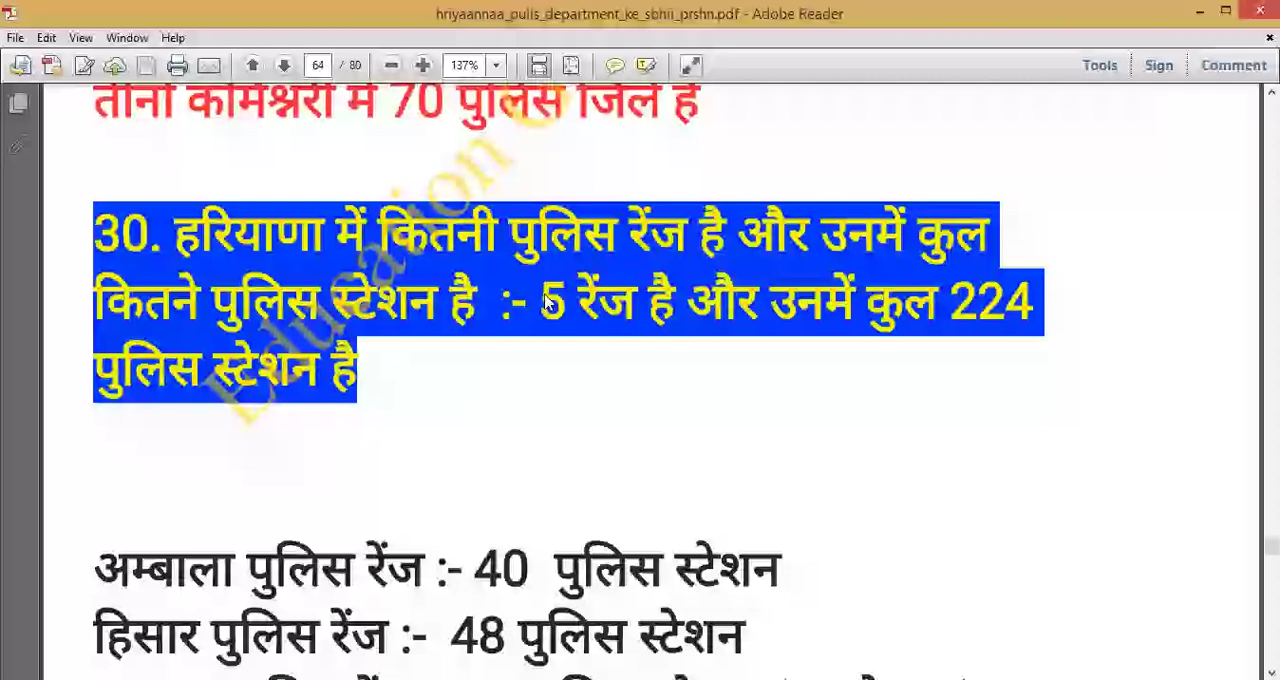 hriyaannaa_pulis_department_ke_sbhii_prshn.pdf - Adobe Reader
File Edit View Window Help
64 / 80 137% Tools Sign Comment
तीनों कमिश्नरी में 70 पुलिस जिले है
30. हरियाणा में कितनी पुलिस रेंज है और उनमें कुल
कितने पुलिस स्टेशन है :- 5 रेंज है और उनमें कुल 224
पुलिस स्टेशन है
Education
अम्बाला पुलिस रेंज :- 40 पुलिस स्टेशन
हिसार पुलिस रेंज :- 48 पुलिस स्टेशन